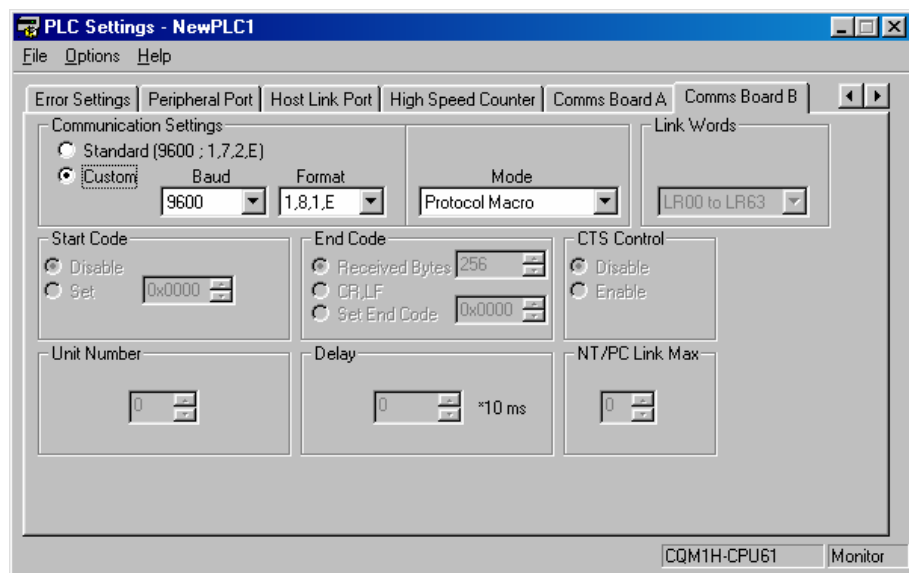 PLC Settings - NewPLC1
File Options Help
Error Settings Peripheral Port Host Link Port High Speed Counter Comms Board A Comms Board B
Communication Settings
Standard (9600 ; 1,7,2,E)
Custom
Baud
9600
Format
1,8,1,E
Mode
Protocol Macro
Link Words
LR00 to LR63
Start Code
Disable
Set 0x0000
End Code
Received Bytes 256
CR,LF
Set End Code 0x0000
CTS Control
Disable
Enable
Unit Number
0
Delay
0 *10 ms
NT/PC Link Max
0
CQM1H-CPU61 Monitor